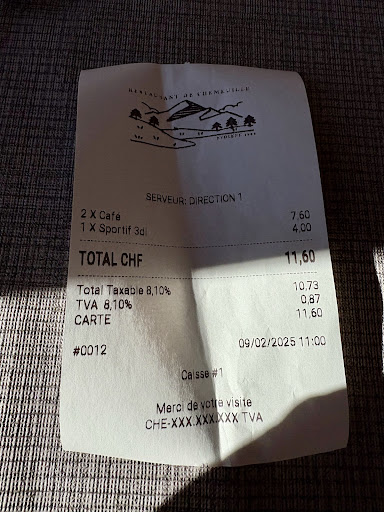 RESTAURANT DE
SERVEUR: DIRECTION 1
2 X Café 7,60
1 X Sportif 3dl 4,00
TOTAL CHF 11,60
Total Taxable 8,10% 10,73
TVA 8,10% 0,87
CARTE 11,60
#0012 09/02/2025 11:00
Caisse #1
Merci de votre visite
CHE-XXX.XXX.XXX TVA